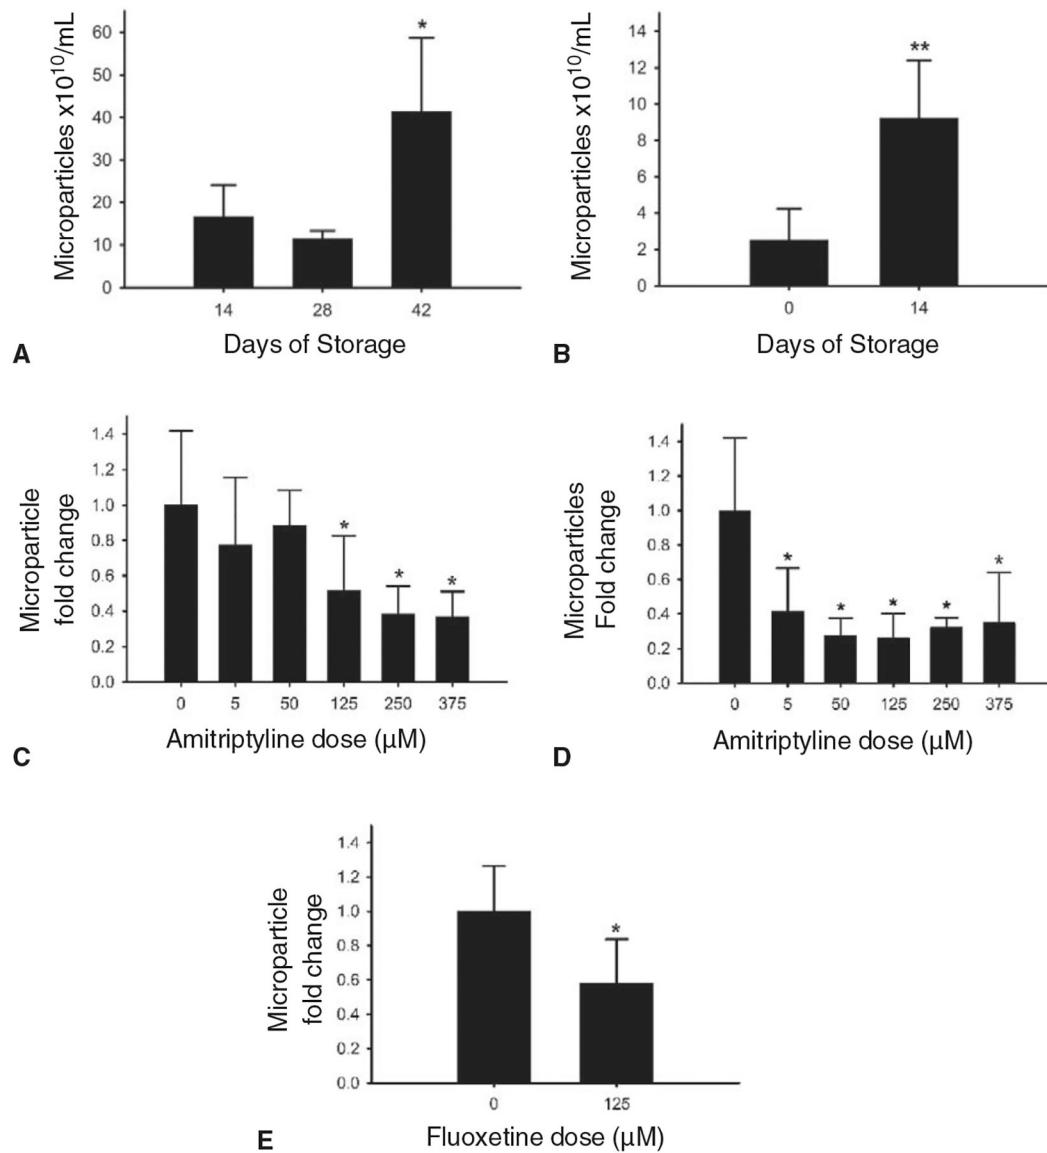 Microparticles x10¹⁰/mL
60
50
40
30
20
10
0
*
14 28 42
Days of Storage
A
Microparticles x10¹⁰/mL
14
12
10
8
6
4
2
0
**
0 14
Days of Storage
B
Microparticle
fold change
1.4
1.2
1.0
0.8
0.6
0.4
0.2
0.0
* * *
0 5 50 125 250 375
Amitriptyline dose (μM)
C
Microparticles
Fold change
1.4
1.2
1.0
0.8
0.6
0.4
0.2
0.0
* * * * *
0 5 50 125 250 375
Amitriptyline dose (μM)
D
Microparticle
fold change
1.4
1.2
1.0
0.8
0.6
0.4
0.2
0.0
*
0 125
Fluoxetine dose (μM)
E